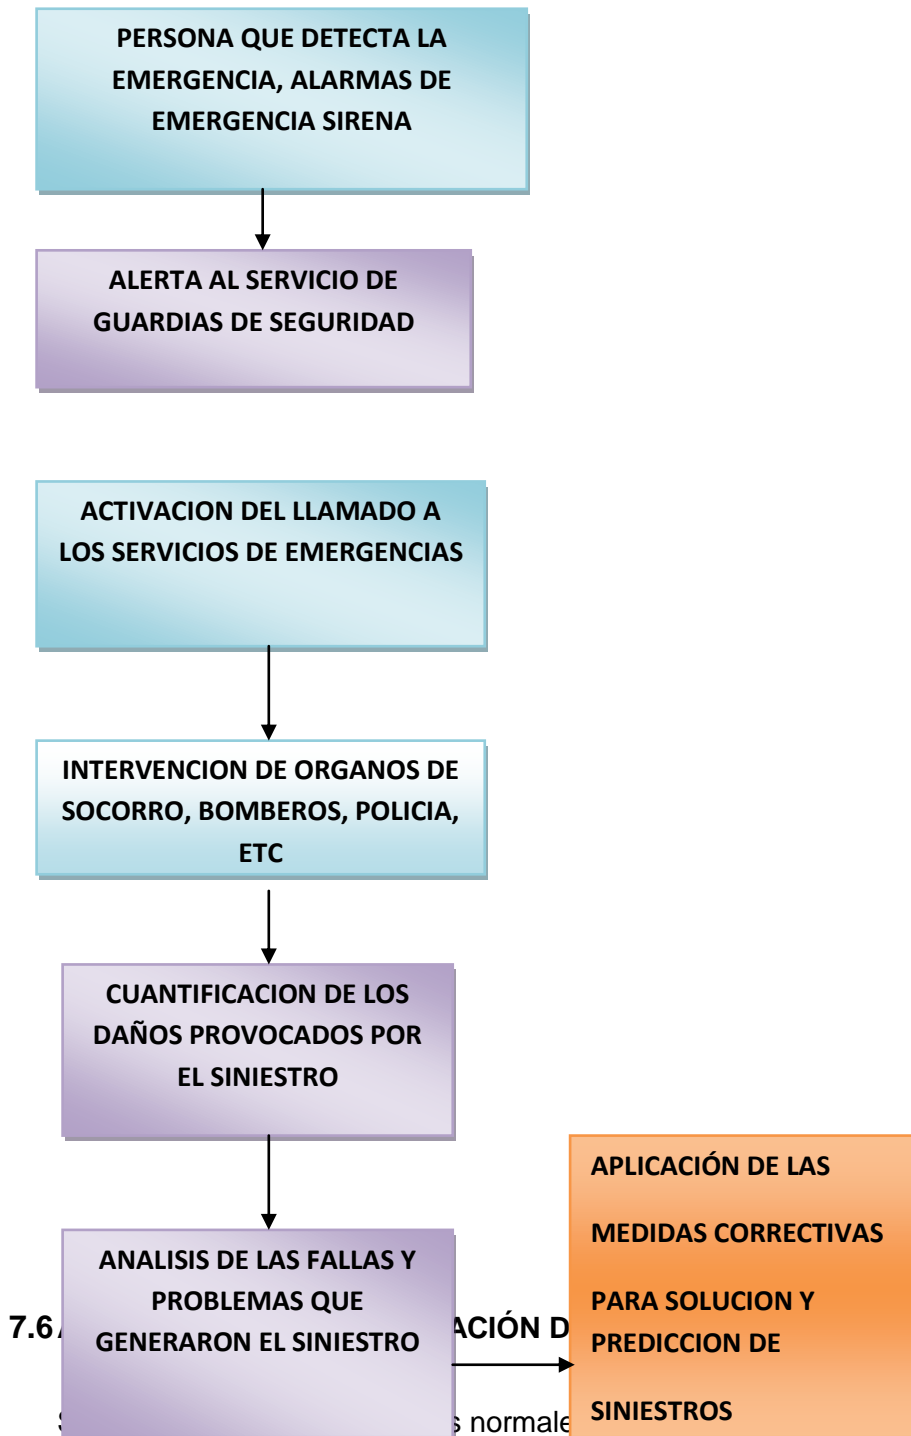 PERSONA QUE DETECTA LA
EMERGENCIA, ALARMAS DE
EMERGENCIA SIRENA
ALERTA AL SERVICIO DE
GUARDIAS DE SEGURIDAD
ACTIVACION DEL LLAMADO A
LOS SERVICIOS DE EMERGENCIAS
INTERVENCION DE ORGANOS DE
SOCORRO, BOMBEROS, POLICIA,
ETC
CUANTIFICACION DE LOS
DAÑOS PROVOCADOS POR
EL SINIESTRO
ANALISIS DE LAS FALLAS Y
PROBLEMAS QUE
GENERARON EL SINIESTRO
APLICACIÓN DE LAS
MEDIDAS CORRECTIVAS
PARA SOLUCION Y
PREDICCION DE
SINIESTROS
7.6 ACIÓN D
s normale